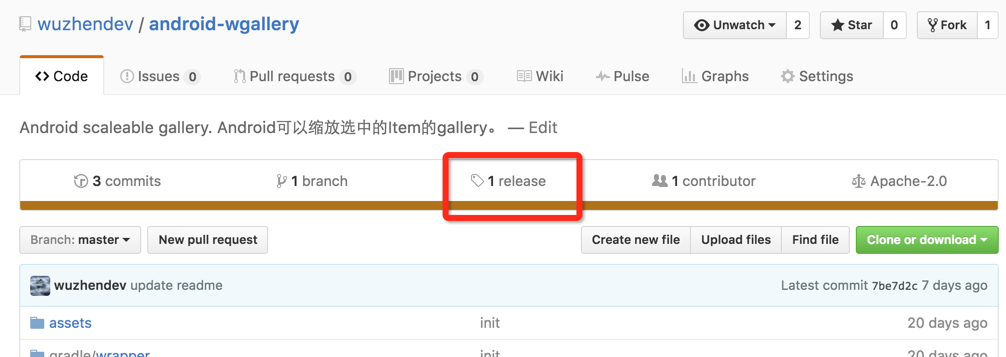 wuzhendev / android-wgallery
Unwatch 2 Star 0 Fork 1
Code Issues 0 Pull requests 0 Projects 0 Wiki Pulse Graphs Settings
Android scaleable gallery. Android可以缩放选中的Item的gallery。 — Edit
3 commits 1 branch 1 release 1 contributor Apache-2.0
Branch: master New pull request Create new file Upload files Find file Clone or download
wuzhendev update readme Latest commit 7be7d2c 7 days ago
assets init 20 days ago
gradle/wrapper init 20 days ago